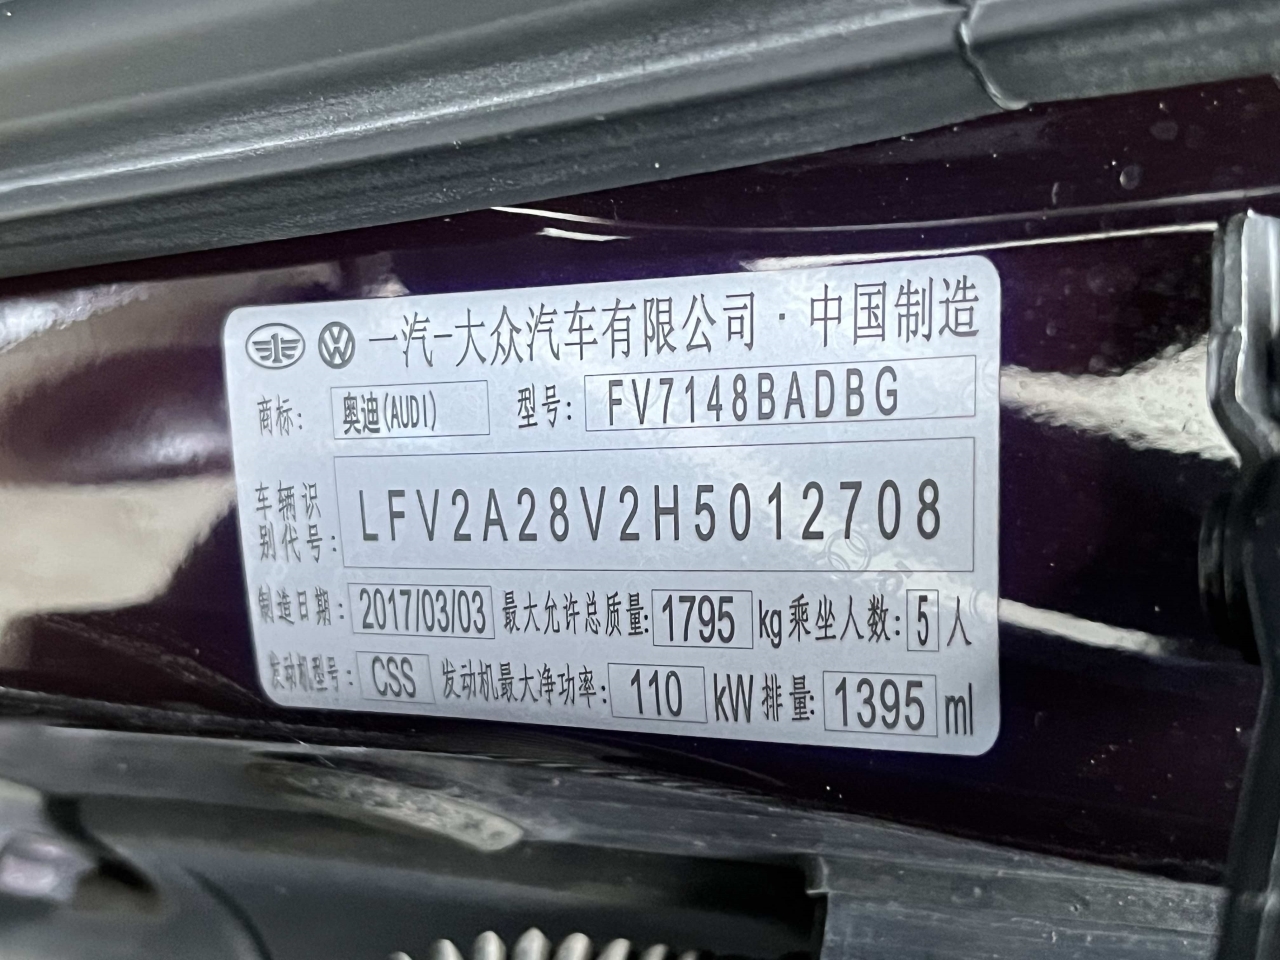 一汽-大众汽车有限公司·中国制造
商标: 奥迪(AUDI) 型号: FV7148BADBG
车辆识别代号: LFV2A28V2H5012708
制造日期: 2017/03/03 最大允许总质量: 1795 kg 乘坐人数: 5 人
发动机型号: CSS 发动机最大净功率: 110 kW 排量: 1395 ml